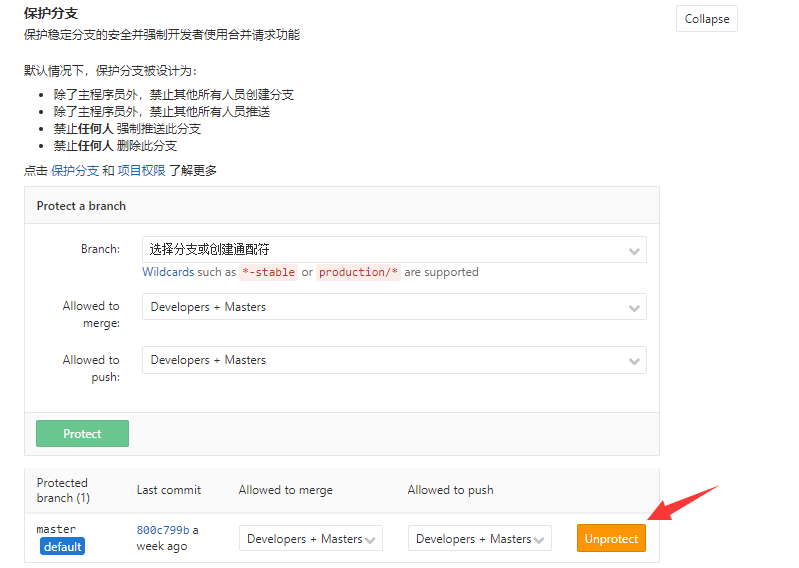 保护分支
Collapse
保护稳定分支的安全并强制开发者使用合并请求功能
默认情况下，保护分支被设计为：
除了主程序员外，禁止其他所有人员创建分支
除了主程序员外，禁止其他所有人员推送
禁止任何人 强制推送此分支
禁止任何人 删除此分支
点击 保护分支 和 项目权限 了解更多
Protect a branch
Branch:
选择分支或创建通配符
Wildcards such as *-stable or production/* are supported
Allowed to
merge:
Developers + Masters
Allowed to
push:
Developers + Masters
Protect
Protected
branch (1)
Last commit
Allowed to merge
Allowed to push
master
default
800c799b a
week ago
Developers + Masters
Developers + Masters
Unprotect